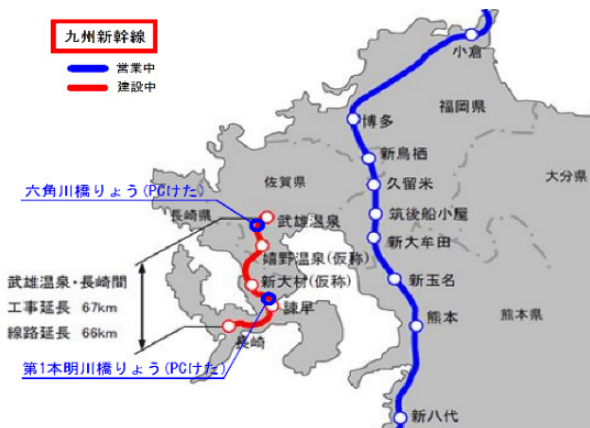 九州新幹線
営業中
建設中
小倉
福岡県
博多
新鳥栖
大分県
佐賀県
久留米
六角川橋りょう(PCけた)
長崎県
武雄温泉
筑後船小屋
新大牟田
嬉野温泉(仮称)
武雄温泉・長崎間
新大村(仮称)
新玉名
工事延長 67km
諫早
線路延長 66km
熊本
熊本県
長崎
第1本明川橋りょう(PCけた)
新八代